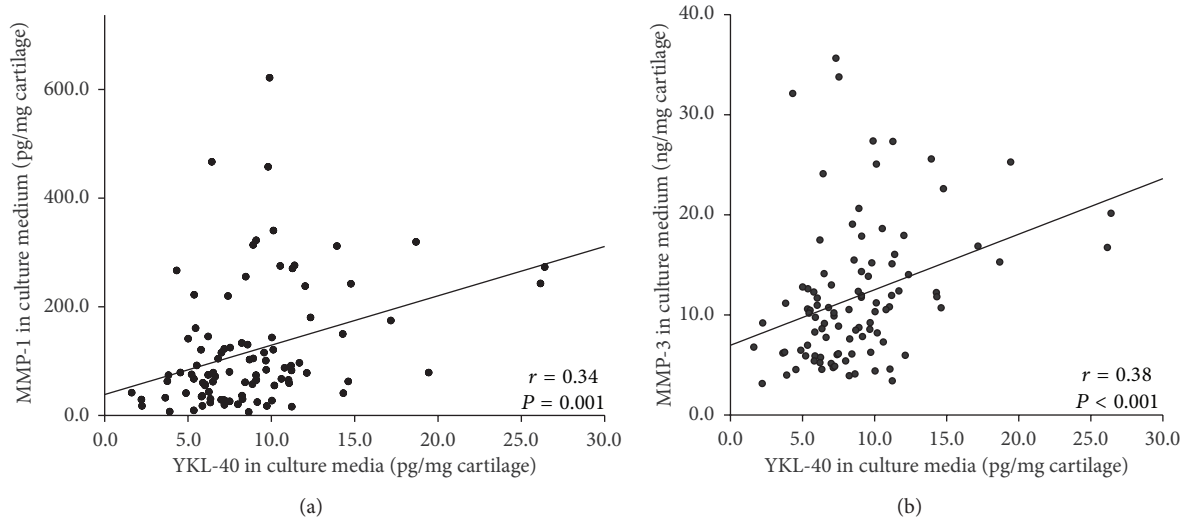 MMP-1 in culture medium (pg/mg cartilage)
600.0
400.0
200.0
0.0
0.0 5.0 10.0 15.0 20.0 25.0 30.0
r = 0.34
P = 0.001
YKL-40 in culture media (pg/mg cartilage)
(a)
MMP-3 in culture medium (ng/mg cartilage)
40.0
30.0
20.0
10.0
0.0
0.0 5.0 10.0 15.0 20.0 25.0 30.0
r = 0.38
P < 0.001
YKL-40 in culture media (pg/mg cartilage)
(b)